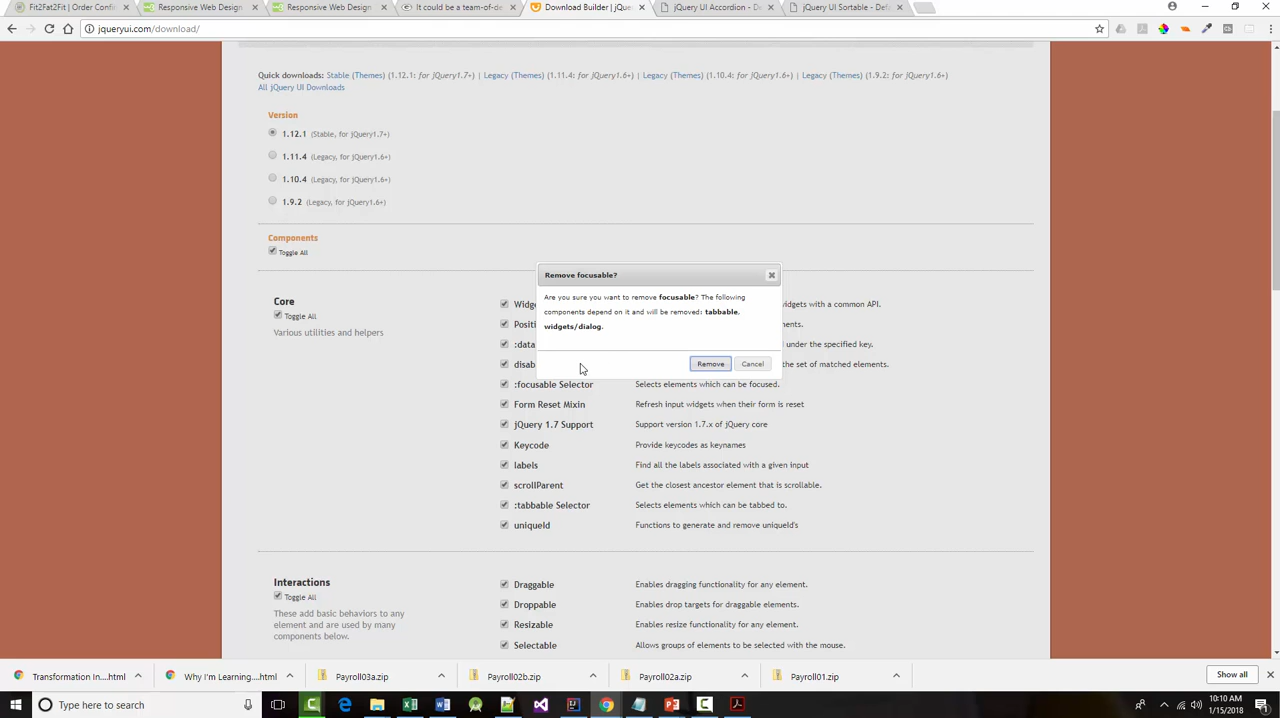 Fit2Fat2Fit | Order Confi
Responsive Web Design
Responsive Web Design
It could be a team-of-de
Download Builder | jQuer
jQuery UI Accordion - De
jQuery UI Sortable - Defa
jqueryui.com/download/
Quick downloads: Stable (Themes) (1.12.1: for jQuery1.7+) | Legacy (Themes) (1.11.4: for jQuery1.6+) | Legacy (Themes) (1.10.4: for jQuery1.6+) | Legacy (Themes) (1.9.2: for jQuery1.6+)
All jQuery UI Downloads
Version
1.12.1 (Stable, for jQuery1.7+)
1.11.4 (Legacy, for jQuery1.6+)
1.10.4 (Legacy, for jQuery1.6+)
1.9.2 (Legacy, for jQuery1.6+)
Components
Toggle All
Remove focusable?
Are you sure you want to remove focusable? The following
components depend on it and will be removed: tabbable,
widgets/dialog.
Remove Cancel
Core
Toggle All
Various utilities and helpers
Widg widgets with a common API.
Positi ments.
:data under the specified key.
disab the set of matched elements.
:focusable Selector Selects elements which can be focused.
Form Reset Mixin Refresh input widgets when their form is reset
jQuery 1.7 Support Support version 1.7.x of jQuery core
Keycode Provide keycodes as keynames
labels Find all the labels associated with a given input
scrollParent Get the closest ancestor element that is scrollable.
:tabbable Selector Selects elements which can be tabbed to.
uniqueId Functions to generate and remove uniqueId's
Interactions
Toggle All
These add basic behaviors to any
element and are used by many
components below.
Draggable Enables dragging functionality for any element.
Droppable Enables drop targets for draggable elements.
Resizable Enables resize functionality for any element.
Selectable Allows groups of elements to be selected with the mouse.
Transformation In....html
Why I'm Learning....html
Payroll03a.zip
Payroll02b.zip
Payroll02a.zip
Payroll01.zip
Show all
Type here to search
10:10 AM
1/15/2018